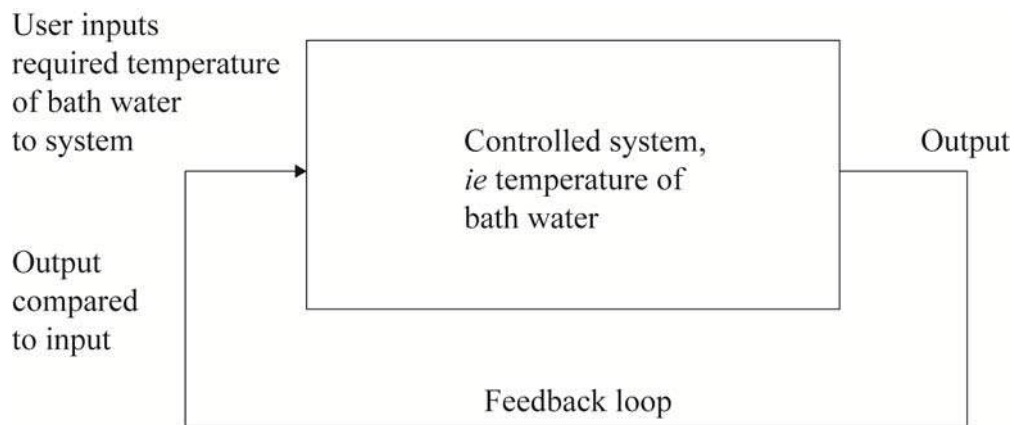 User inputs
required temperature
of bath water
to system
Controlled system,
ie temperature of
bath water
Output
Output
compared
to input
Feedback loop